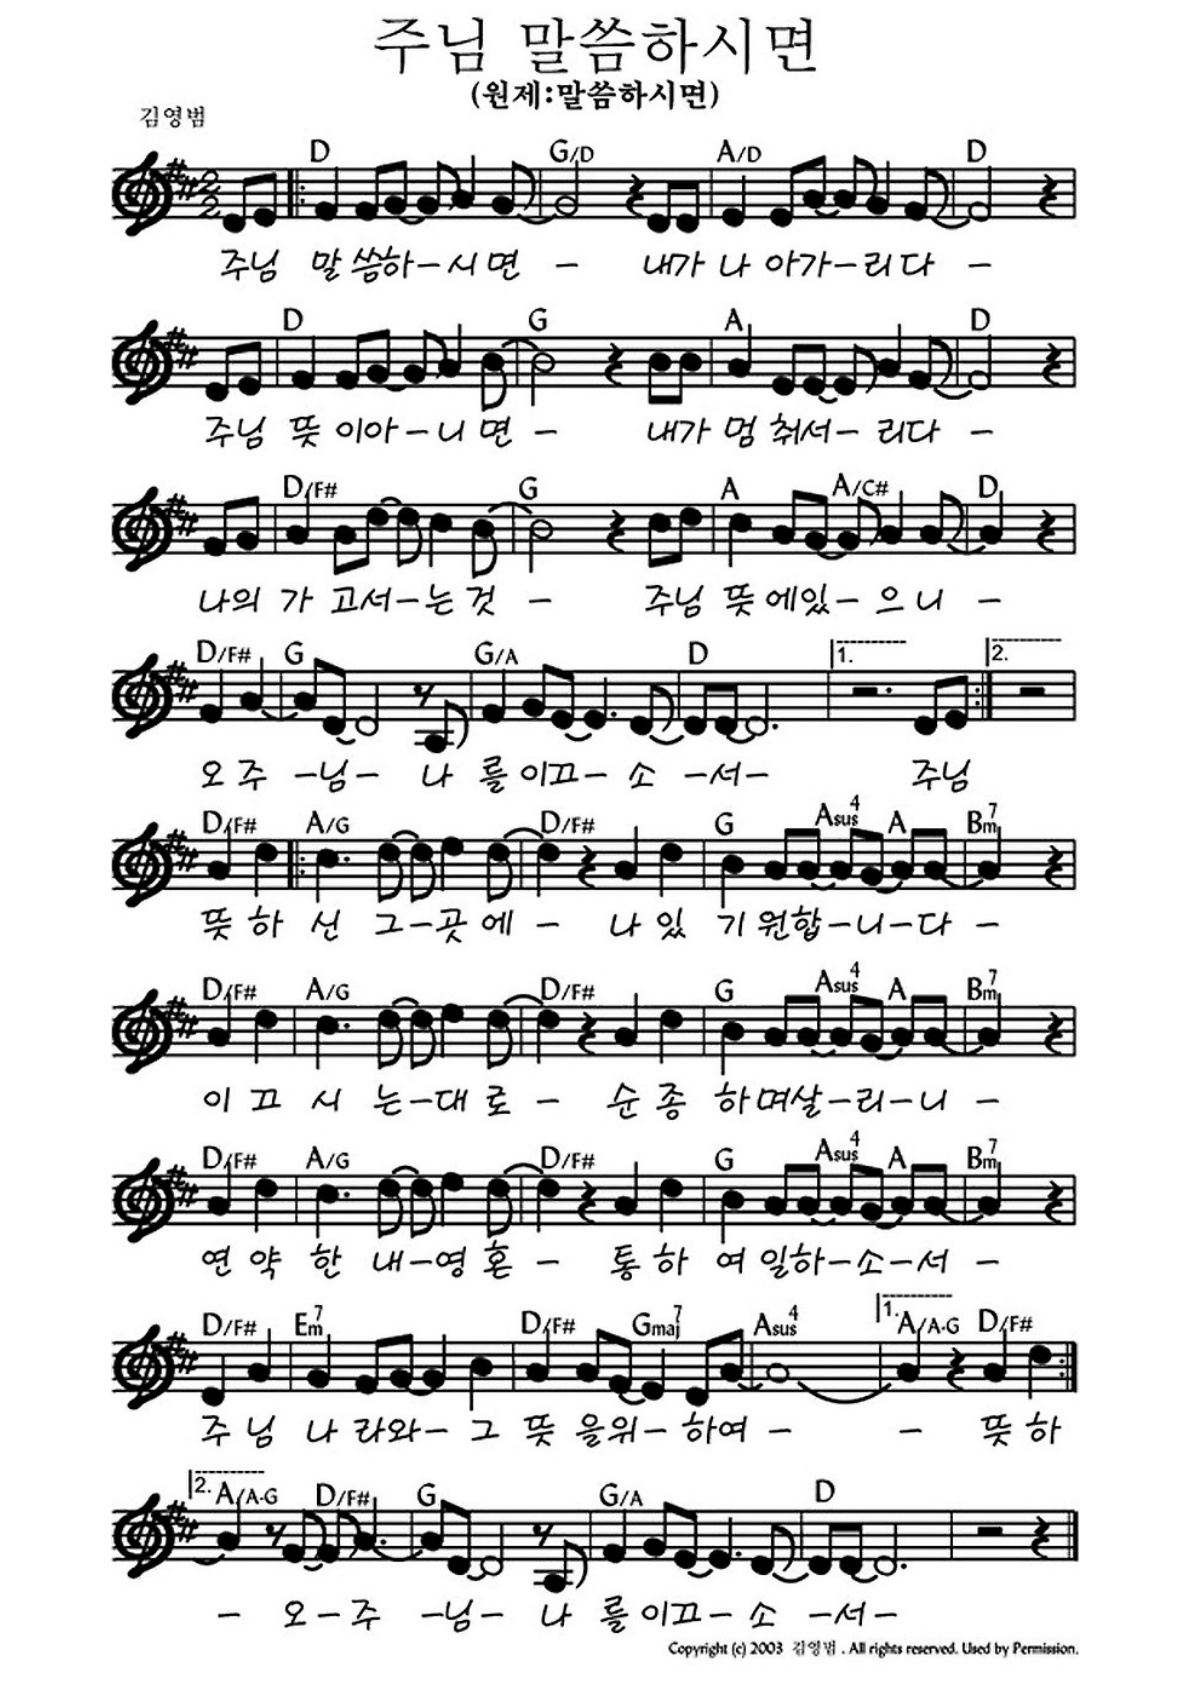 주님 말씀하시면
(원제:말씀하시면)
김영범
D G/D A/D D
주님 말 씀하-시 면 - 내가 나 아가-리 다 -
D G A D
주님 뜻 이아-니 면 - 내가 멈 춰서- 리다 -
D/F# G A A/C# D
나의 가 고서-는 것 - 주님 뜻 에있- 으 니 -
D/F# G G/A D 1. 2.
오 주 -님- 나 를 이끄- 소 -서- 주님
D/F# A/G D/F# G Asus4 A Bm7
뜻 하 신 그-곳 에 - 나 있 기 원합-니-다 -
D/F# A/G D/F# G Asus4 A Bm7
이 끄 시 는-대 로 - 순 종 하 며살-리-니 -
D/F# A/G D/F# G Asus4 A Bm7
연 약 한 내-영 혼 - 통 하 여 일하-소-서 -
D/F# Em7 D/F# Gmaj7 Asus4 1. A/A·G D/F#
주 님 나 라와- 그 뜻 을위- 하여 - - 뜻 하
2. A/A·G D/F# G G/A D
- 오 - 주 -님- 나 를 이끄- 소 -서-
Copyright (c) 2003 김영범 . All rights reserved. Used by Permission.